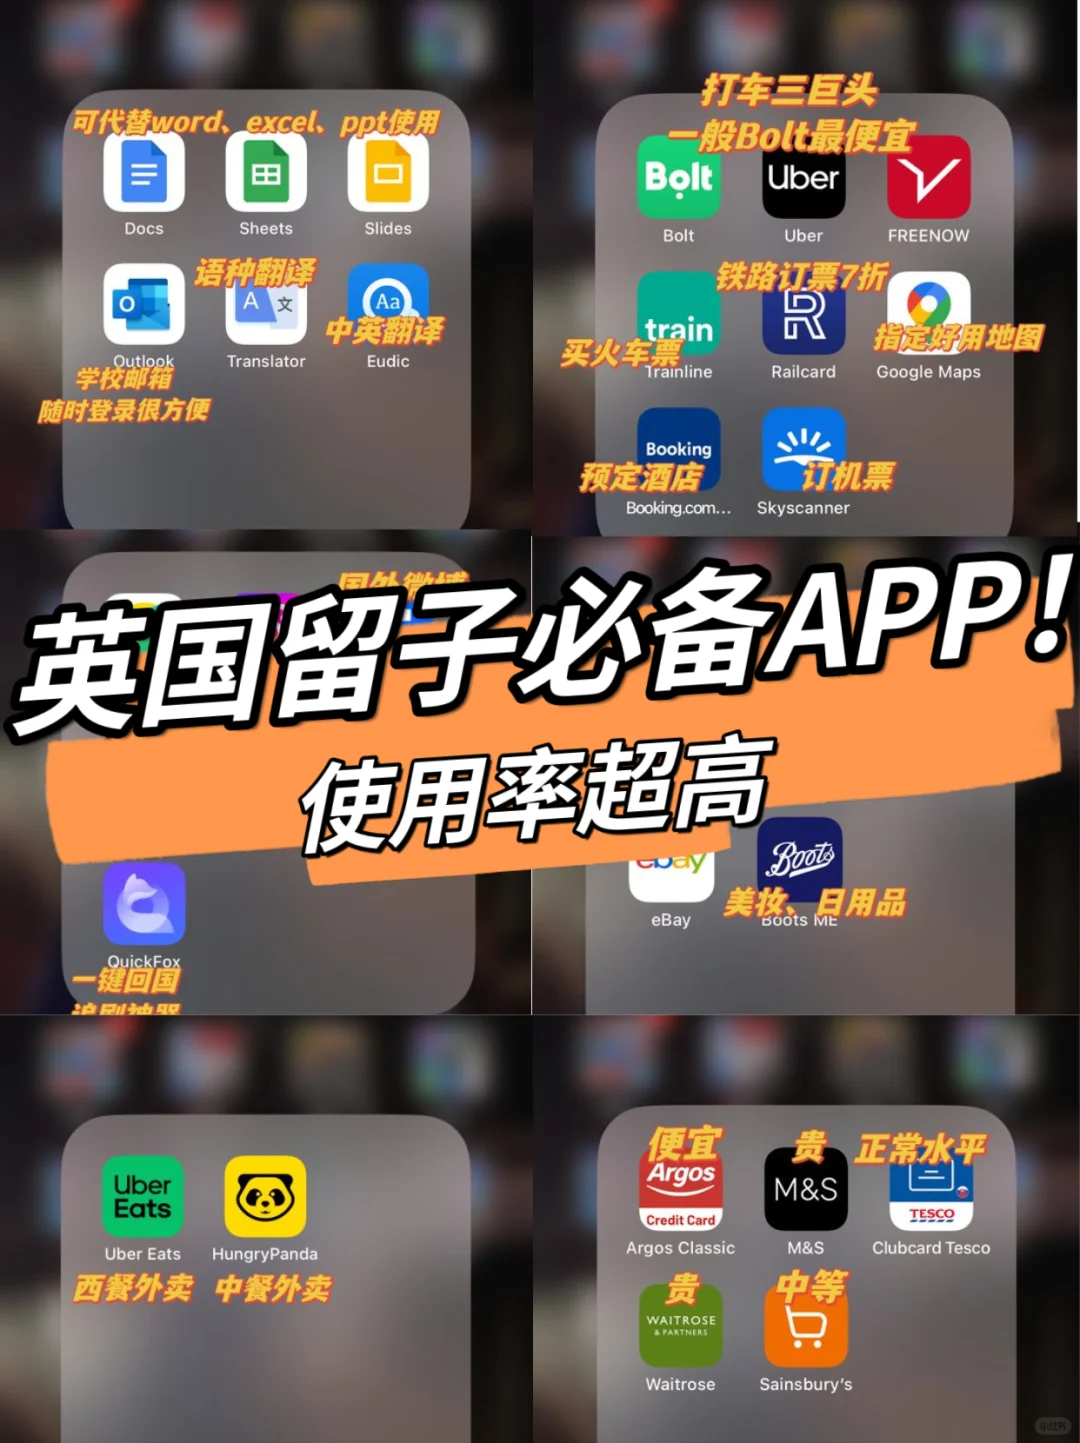 可代替word、excel、ppt使用
Docs
Sheets
Slides
语种翻译
中英翻译
Outlook
Translator
Eudic
学校邮箱
随时登录很方便
打车三巨头
一般Bolt最便宜
Bolt
Uber
Bolt
Uber
FREENOW
铁路订票7折
train
买火车票
指定好用地图
Trainline
Railcard
Google Maps
Booking
预定酒店
订机票
Booking.com...
Skyscanner
国外微博
英国留子必备APP!
使用率超高
ebay
Boots
美妆、日用品
eBay
Boots ME
QuickFox
一键回国
追剧神器
Uber
Eats
Uber Eats
HungryPanda
西餐外卖
中餐外卖
便宜
贵
正常水平
Argos
Credit Card
M&S
TESCO
Argos Classic
M&S
Clubcard Tesco
贵
中等
WAITROSE
& PARTNERS
Waitrose
Sainsbury's
小红书